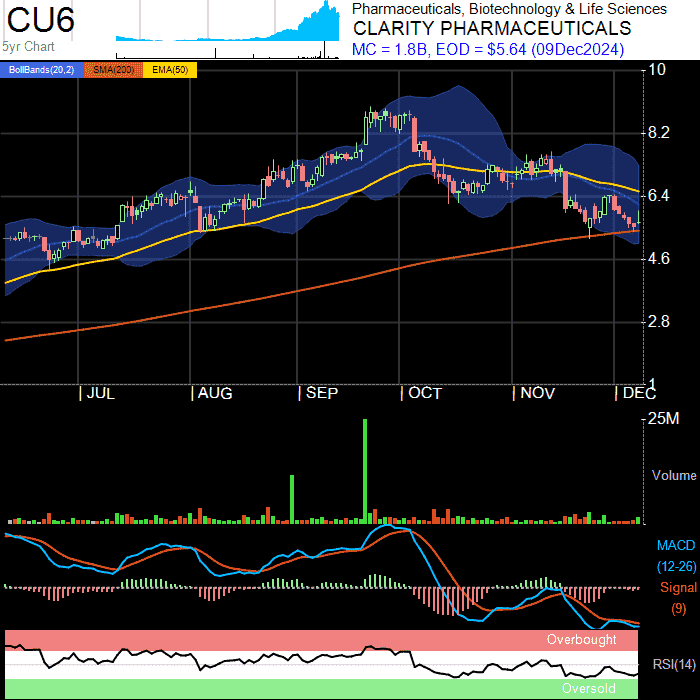 CU6
5yr Chart
Pharmaceuticals, Biotechnology & Life Sciences
CLARITY PHARMACEUTICALS
MC = 1.8B, EOD = $5.64 (09Dec2024)
BollBands(20,2) SMA(200) EMA(50)
10
8.2
6.4
4.6
2.8
1
JUL AUG SEP OCT NOV DEC
25M
Volume
MACD
(12-26)
Signal
(9)
Overbought
RSI(14)
Oversold